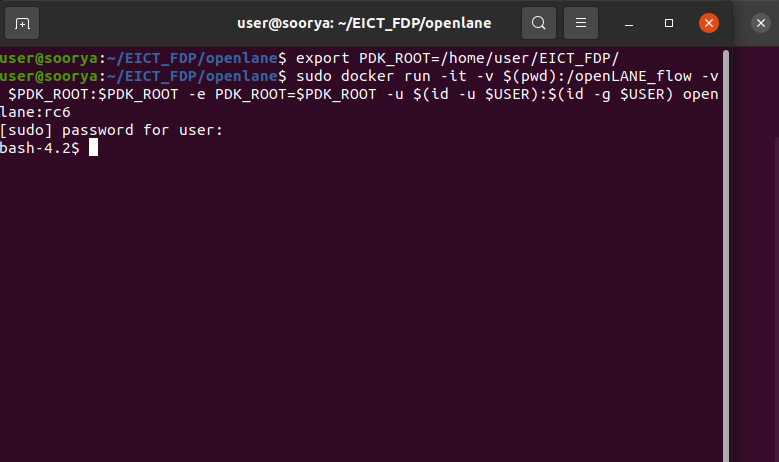 user@soorya: ~/EICT_FDP/openlane
user@soorya:~/EICT_FDP/openlane$ export PDK_ROOT=/home/user/EICT_FDP/
user@soorya:~/EICT_FDP/openlane$ sudo docker run -it -v $(pwd):/openLANE_flow -v
 $PDK_ROOT:$PDK_ROOT -e PDK_ROOT=$PDK_ROOT -u $(id -u $USER):$(id -g $USER) open
lane:rc6
[sudo] password for user:
bash-4.2$